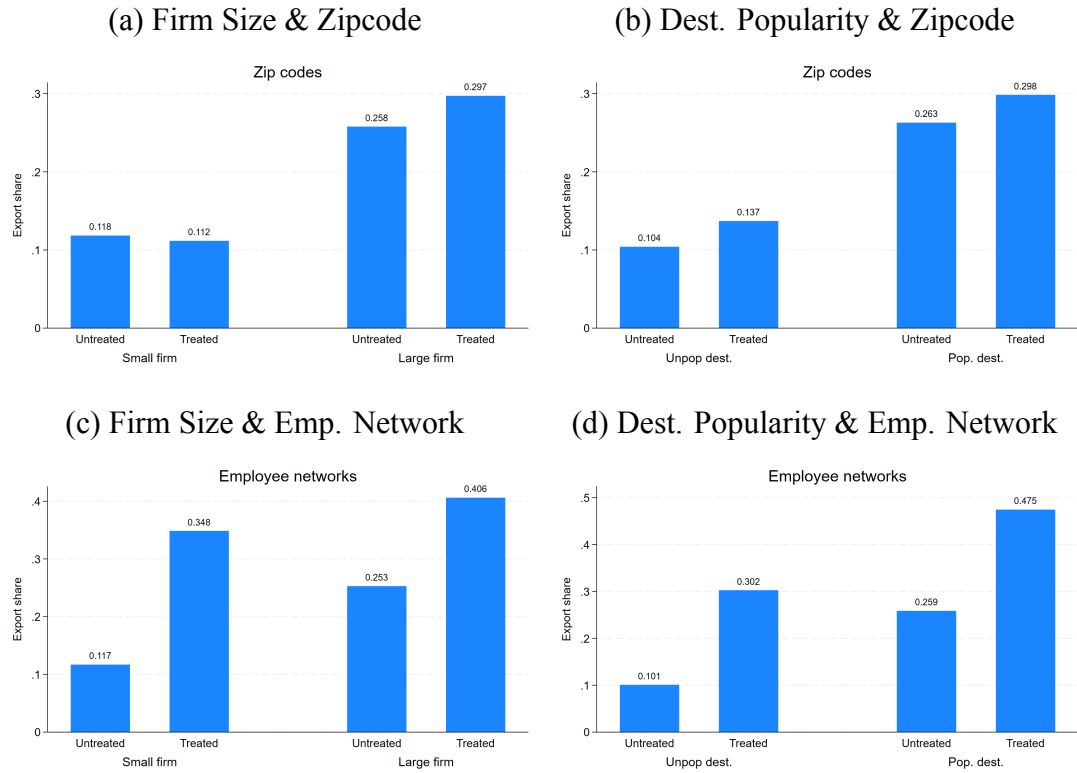 (a) Firm Size & Zipcode
Zip codes
Export share
.3
.2
.1
0
0.118
0.112
0.258
0.297
Untreated Treated Untreated Treated
Small firm Large firm
(b) Dest. Popularity & Zipcode
Zip codes
Export share
.3
.2
.1
0
0.104
0.137
0.263
0.298
Untreated Treated Untreated Treated
Unpop dest. Pop. dest.
(c) Firm Size & Emp. Network
Employee networks
Export share
.4
.3
.2
.1
0
0.117
0.348
0.253
0.406
Untreated Treated Untreated Treated
Small firm Large firm
(d) Dest. Popularity & Emp. Network
Employee networks
Export share
.5
.4
.3
.2
.1
0
0.101
0.302
0.259
0.475
Untreated Treated Untreated Treated
Unpop dest. Pop. dest.